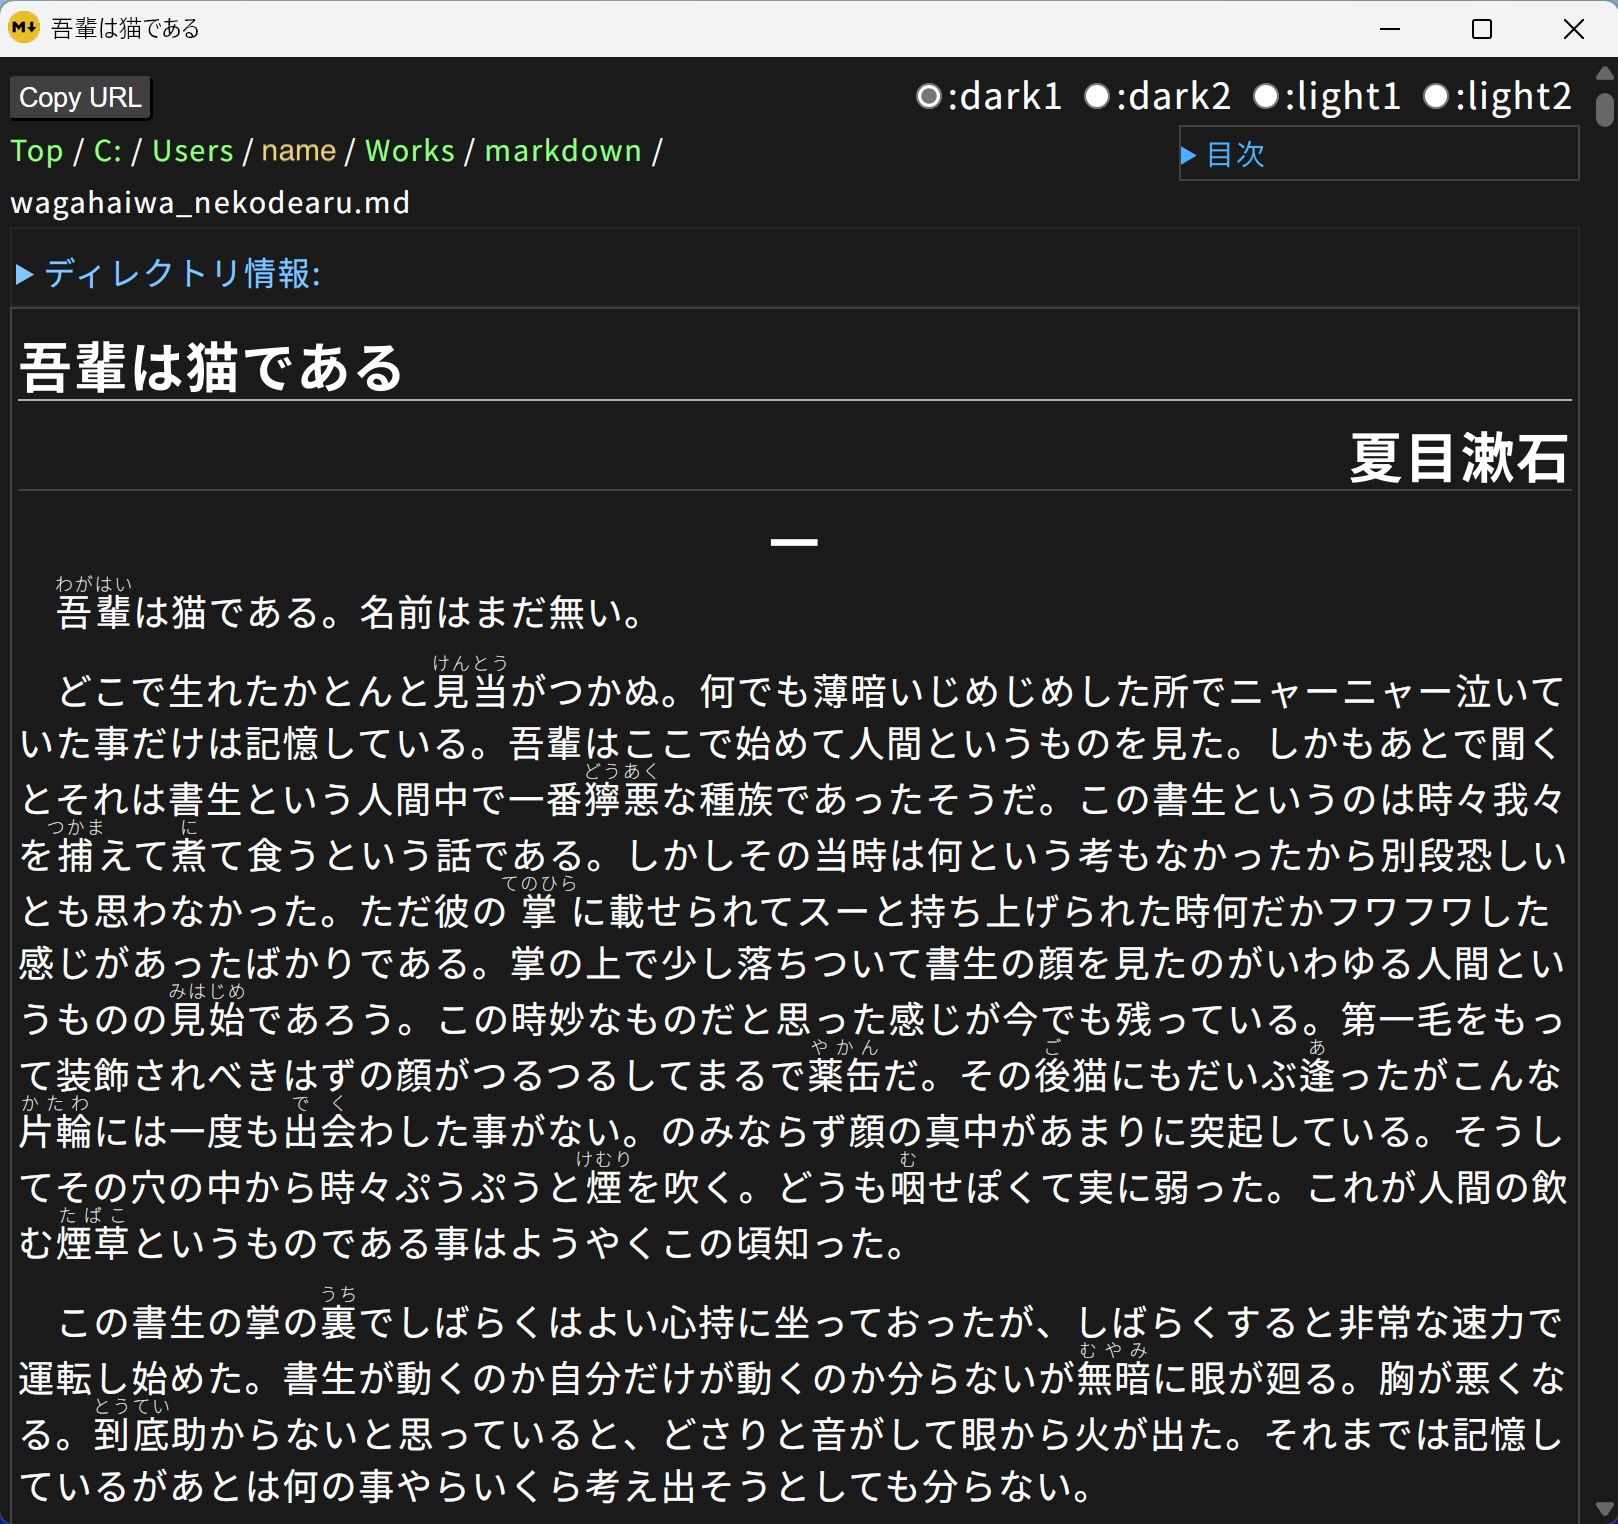 吾輩は猫である
Copy URL
:dark1 :dark2 :light1 :light2
Top / C: / Users / name / Works / markdown /
wagahaiwa_nekodearu.md
目次
ディレクトリ情報:
吾輩は猫である
夏目漱石
一
わがはい
吾輩は猫である。名前はまだ無い。
けんとう
どこで生れたかとんと見当がつかぬ。何でも薄暗いじめじめした所でニャーニャー泣いて
いた事だけは記憶している。吾輩はここで始めて人間というものを見た。しかもあとで聞く
どうあく
とそれは書生という人間中で一番獰悪な種族であったそうだ。この書生というのは時々我々
つかま に
を捕えて煮て食うという話である。しかしその当時は何という考もなかったから別段恐しい
てのひら
とも思わなかった。ただ彼の掌に載せられてスーと持ち上げられた時何だかフワフワした
感じがあったばかりである。掌の上で少し落ちついて書生の顔を見たのがいわゆる人間とい
みはじめ
うものの見始であろう。この時妙なものだと思った感じが今でも残っている。第一毛をもっ
やかん ご あ
て装飾されべきはずの顔がつるつるしてまるで薬缶だ。その後猫にもだいぶ逢ったがこんな
かたわ でく
片輪には一度も出会わした事がない。のみならず顔の真中があまりに突起している。そうし
けむり む
てその穴の中から時々ぷうぷうと煙を吹く。どうも咽せぽくて実に弱った。これが人間の飲
たばこ
む煙草というものである事はようやくこの頃知った。
うち
この書生の掌の裏でしばらくはよい心持に坐っておったが、しばらくすると非常な速力で
むやみ
運転し始めた。書生が動くのか自分だけが動くのか分らないが無暗に眼が廻る。胸が悪くな
とうてい
る。到底助からないと思っていると、どさりと音がして眼から火が出た。それまでは記憶し
ているがあとは何の事やらいくら考え出そうとしても分らない。